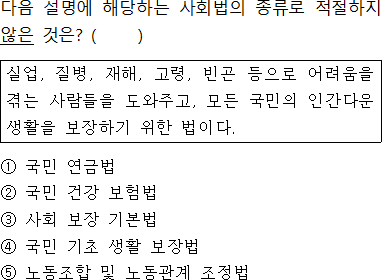 다음 설명에 해당하는 사회법의 종류로 적절하지
않은 것은? (      )
실업, 질병, 재해, 고령, 빈곤 등으로 어려움을
겪는 사람들을 도와주고, 모든 국민의 인간다운
생활을 보장하기 위한 법이다.
① 국민 연금법
② 국민 건강 보험법
③ 사회 보장 기본법
④ 국민 기초 생활 보장법
⑤ 노동조합 및 노동관계 조정법